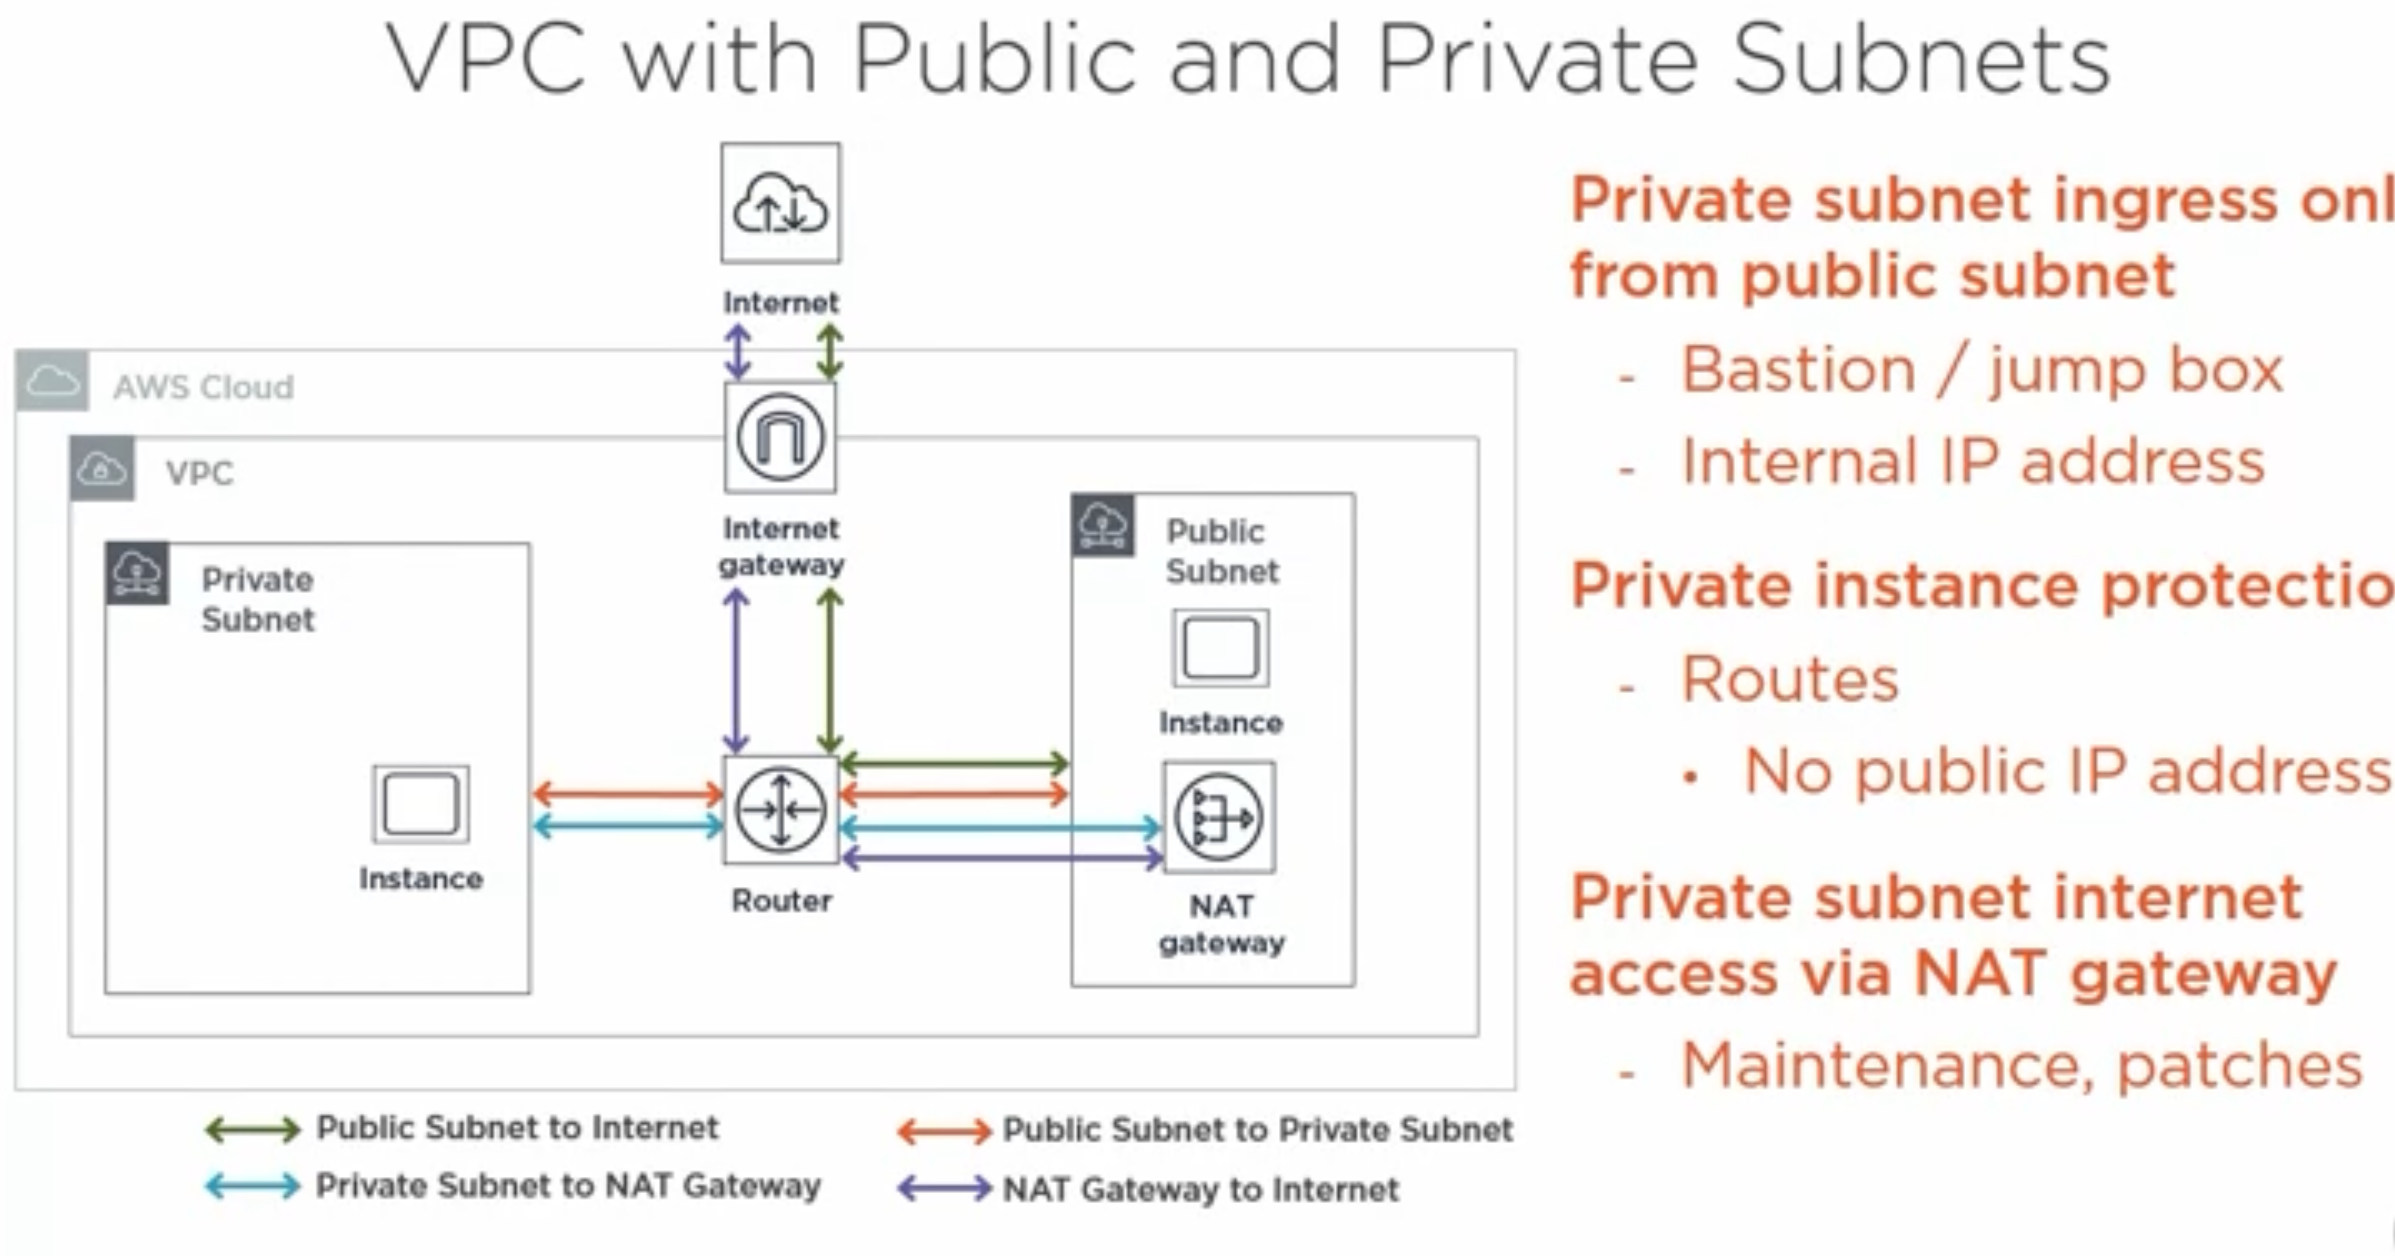 VPC with Public and Private Subnets
Internet
AWS Cloud
VPC
Internet
gateway
Private
Subnet
Public
Subnet
Instance
Instance
Router
NAT
gateway
Public Subnet to Internet
Public Subnet to Private Subnet
Private Subnet to NAT Gateway
NAT Gateway to Internet
Private subnet ingress onl
from public subnet
- Bastion / jump box
- Internal IP address
Private instance protectio
- Routes
• No public IP address
Private subnet internet
access via NAT gateway
- Maintenance, patches